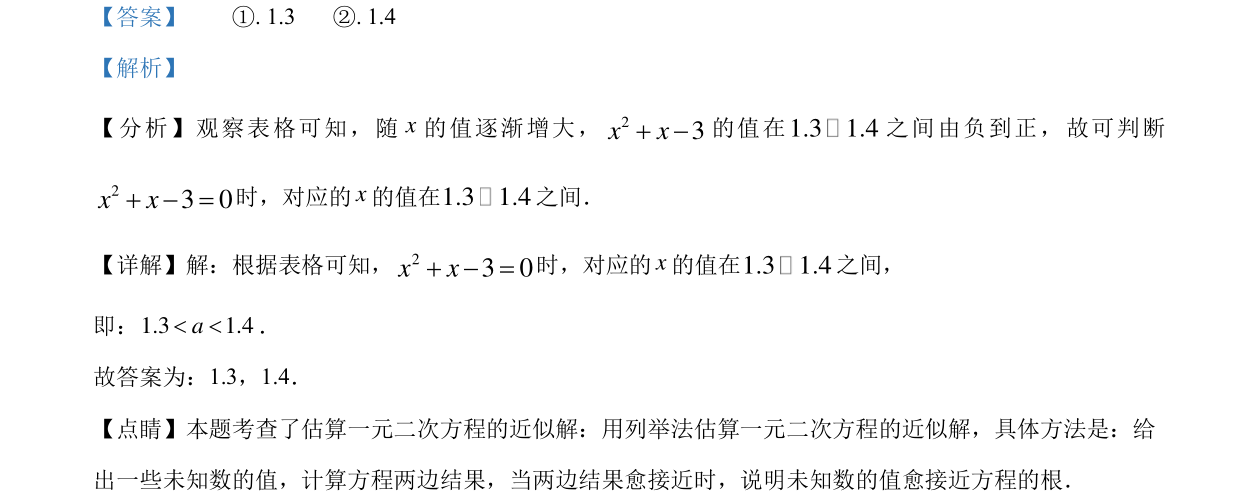 【答案】 ①. 1.3 ②. 1.4
【解析】
【分析】观察表格可知，随 x 的值逐渐增大， x²+x−3 的值在1.3□ 1.4 之间由负到正，故可判断
x²+x−3=0时，对应的 x 的值在1.3□ 1.4之间．
【详解】解：根据表格可知， x²+x−3=0时，对应的 x 的值在1.3□ 1.4之间，
即：1.3<a<1.4．
故答案为：1.3，1.4．
【点睛】本题考查了估算一元二次方程的近似解：用列举法估算一元二次方程的近似解，具体方法是：给
出一些未知数的值，计算方程两边结果，当两边结果愈接近时，说明未知数的值愈接近方程的根．